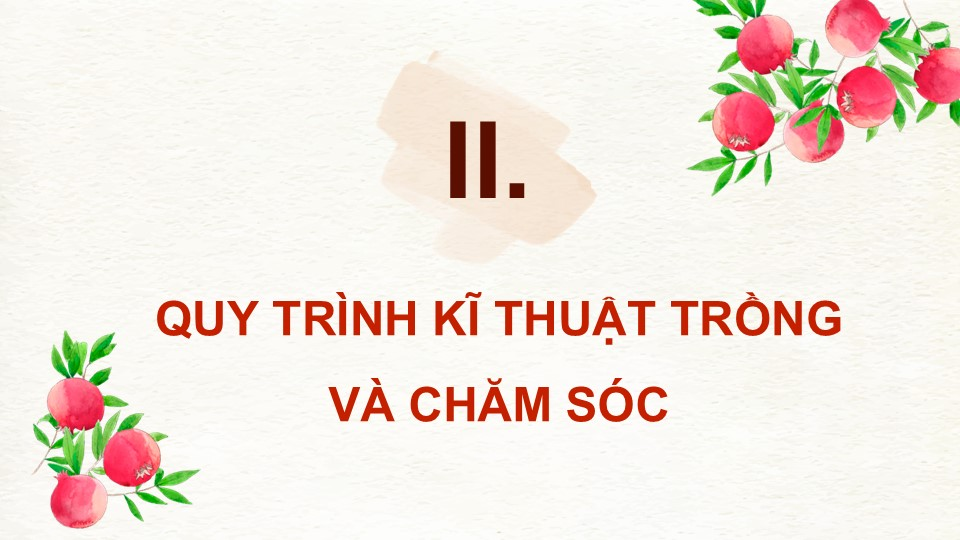 II.
QUY TRÌNH KĨ THUẬT TRỒNG
VÀ CHĂM SÓC